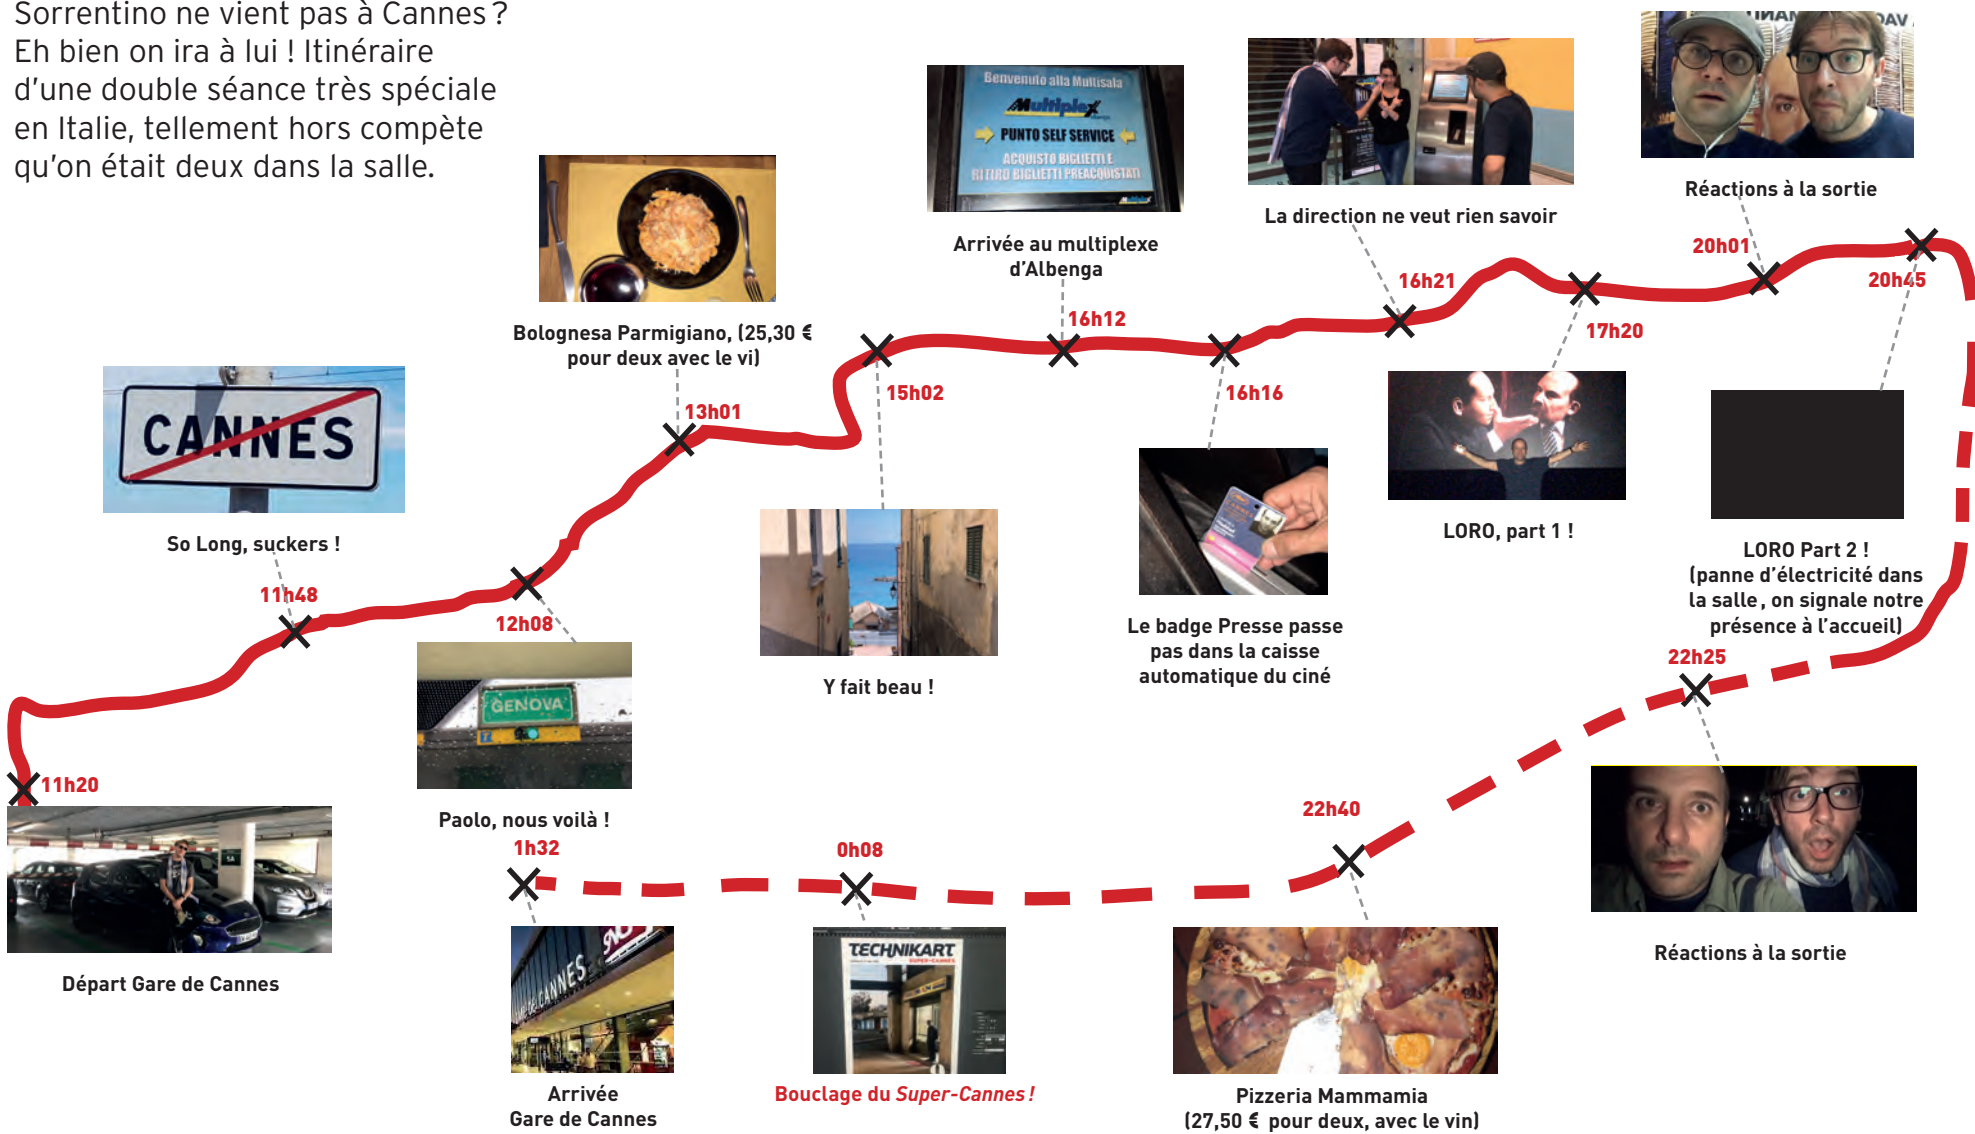 Sorrentino ne vient pas à Cannes ?
Eh bien on ira à lui ! Itinéraire
d'une double séance très spéciale
en Italie, tellement hors compète
qu'on était deux dans la salle.
11h20
Départ Gare de Cannes
CANNES
So Long, suckers !
11h48
12h08
GENOVA
Paolo, nous voilà !
Bolognesa Parmigiano, (25,30 €
pour deux avec le vi)
13h01
15h02
Y fait beau !
Benvenuto alla Multisala
Multiplex
PUNTO SELF SERVICE
ACQUISTO BIGLIETTI E
RITIRO BIGLIETTI PREACQUISTATI
Multiplex
Arrivée au multiplexe
d'Albenga
16h12
16h16
Le badge Presse passe
pas dans la caisse
automatique du ciné
La direction ne veut rien savoir
16h21
17h20
LORO, part 1 !
Réactions à la sortie
20h01
20h45
LORO Part 2 !
(panne d'électricité dans
la salle, on signale notre
présence à l'accueil)
22h25
Réactions à la sortie
22h40
Pizzeria Mammamia
(27,50 € pour deux, avec le vin)
0h08
TECHNIKART
SUPER-CANNES
Bouclage du Super-Cannes !
1h32
GARE DE CANNES
Arrivée
Gare de Cannes